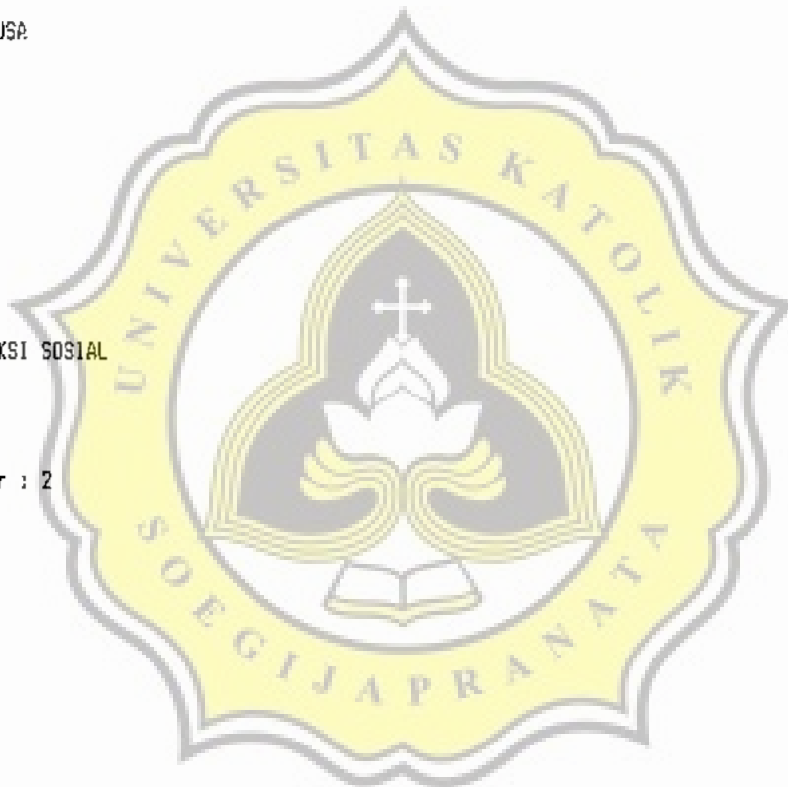 USA
UNIVERSITAS KATOLIK
KSI SOSIAL
r : 2
SOEGIJAPRANATA